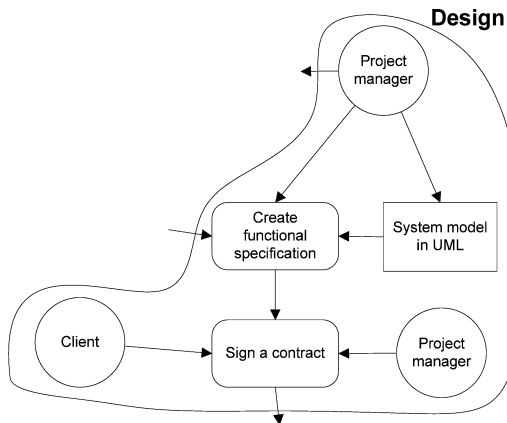 Design
Project
manager
Create
functional
specification
System model
in UML
Client
Sign a contract
Project
manager